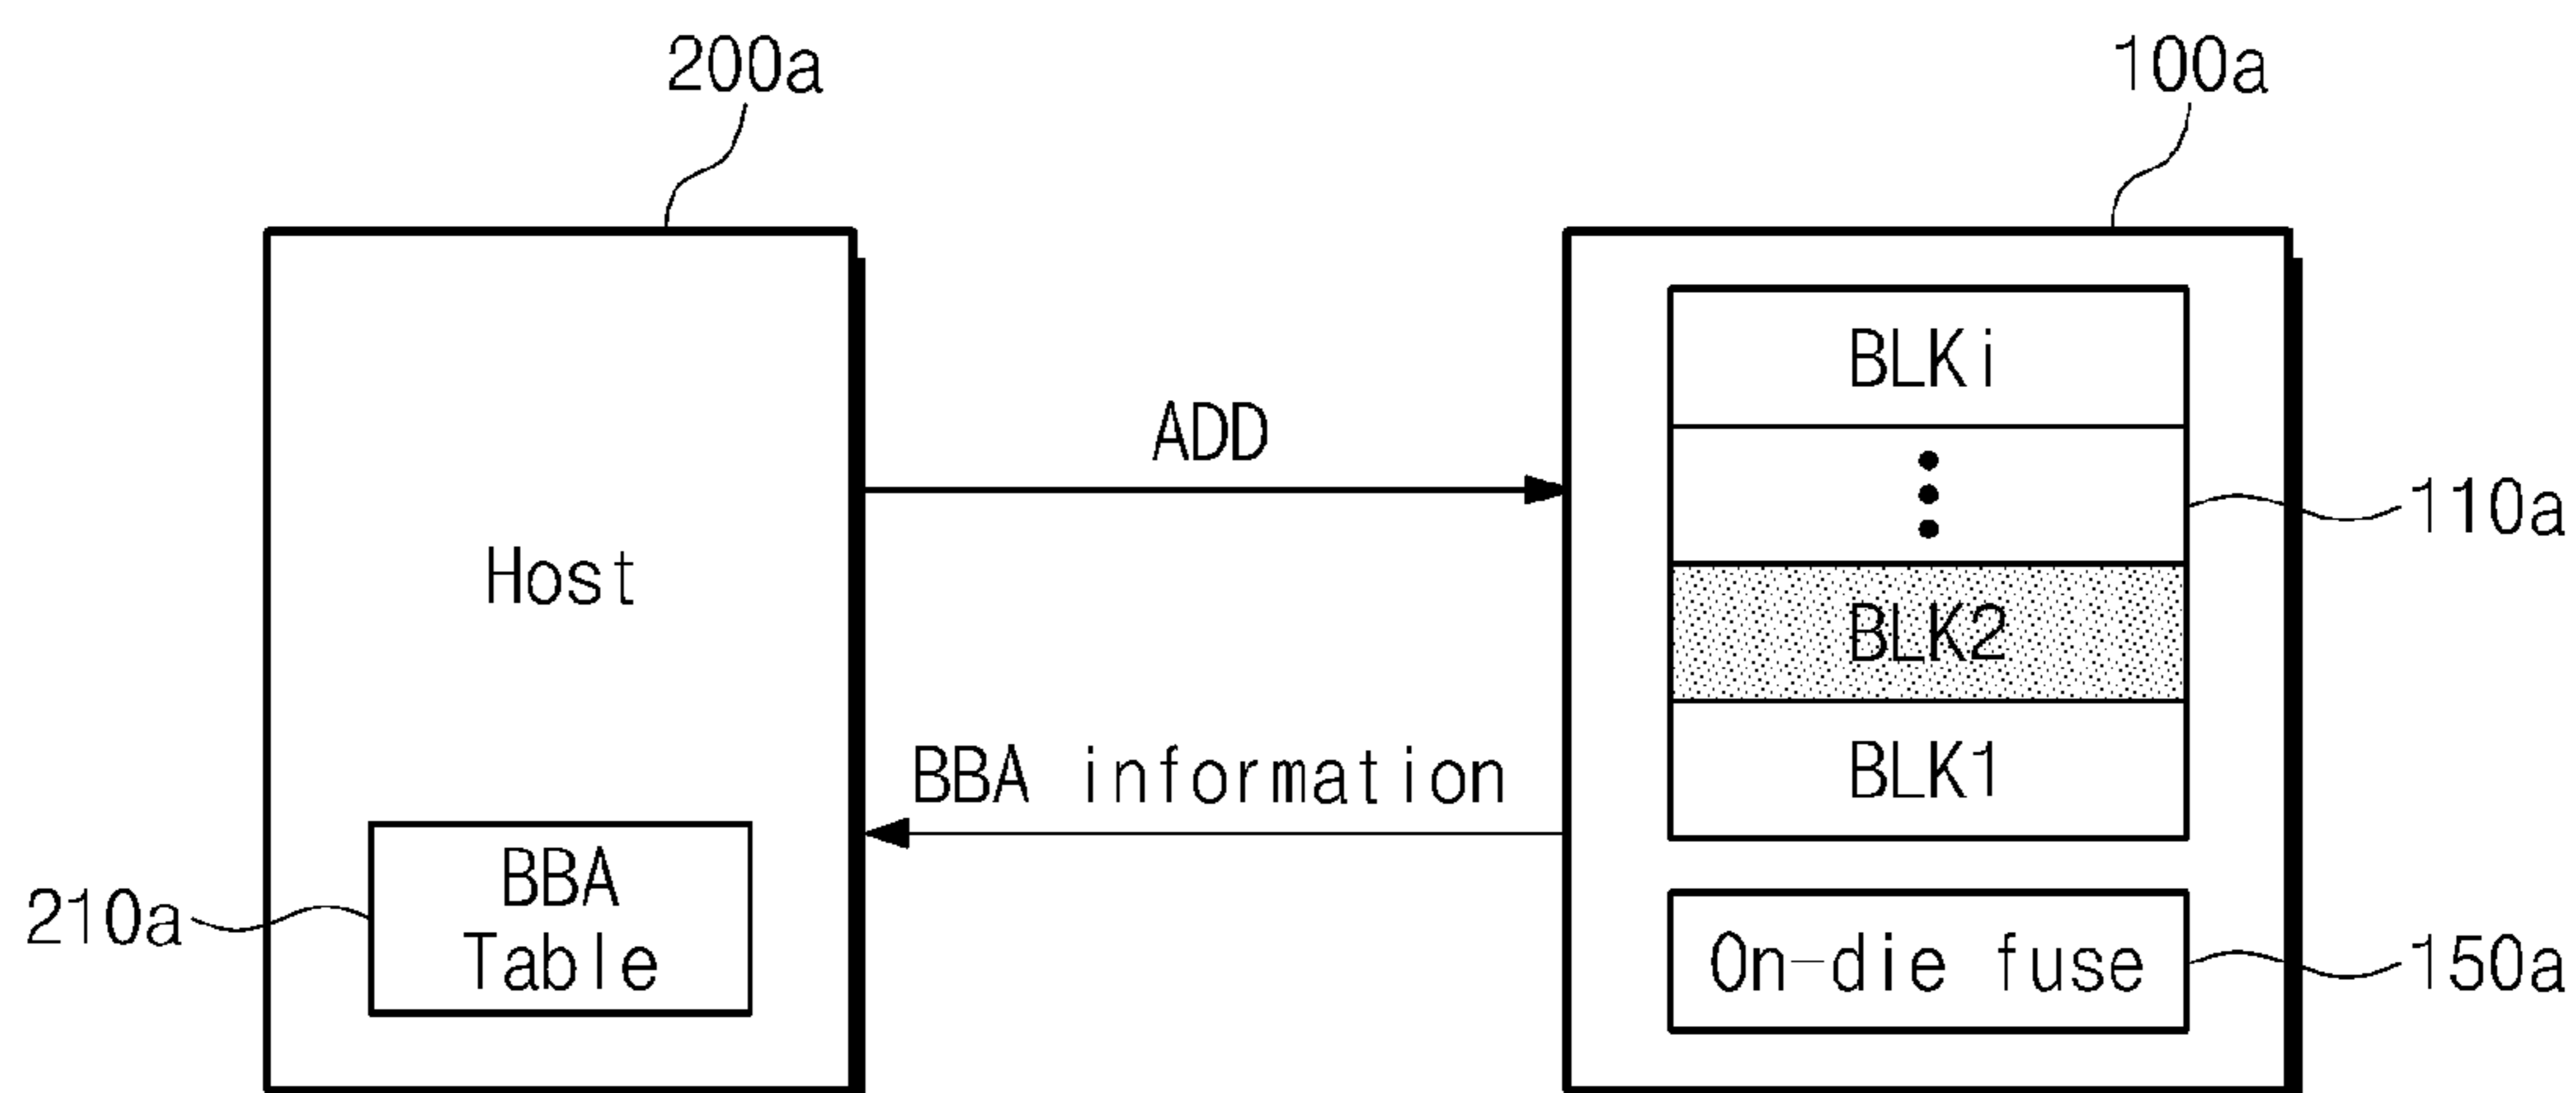 200a
100a
BLKi
ADD
110a
Host
BLK2
BBA information
BLK1
BBA
Table
210a
On-die fuse
150a